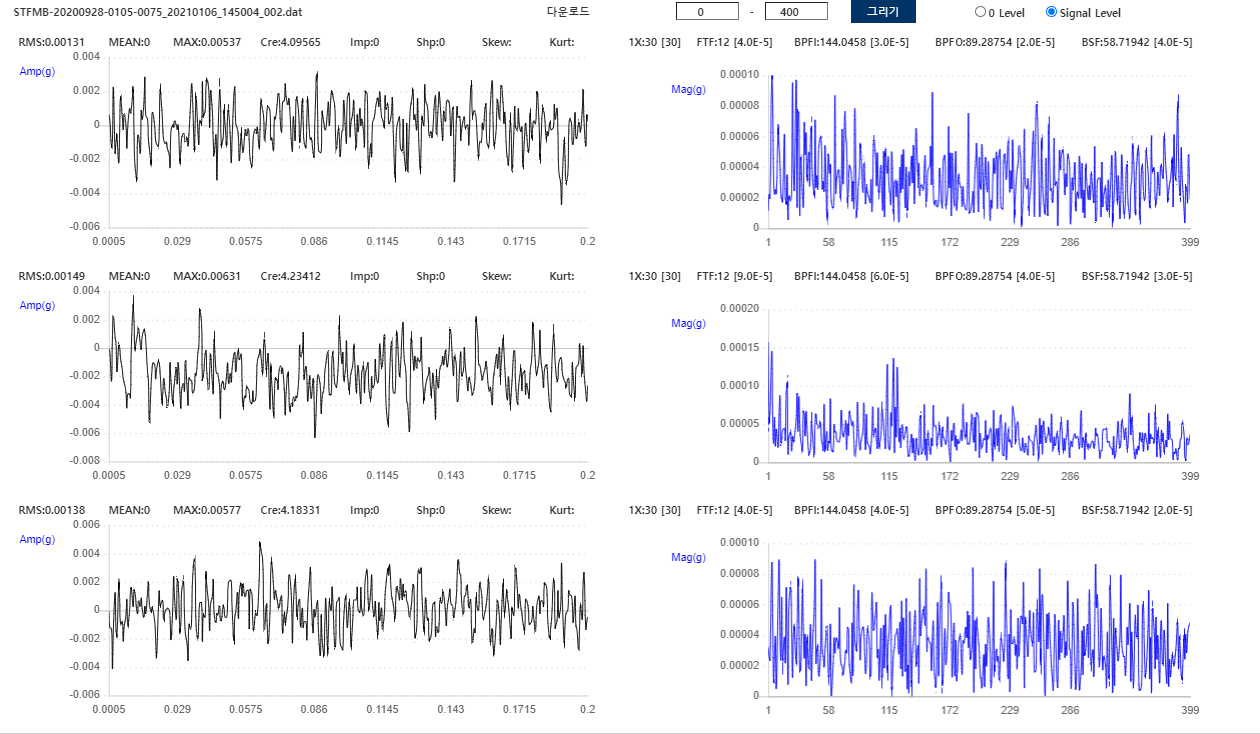 STFMB-20200928-0105-0075_20210106_145004_002.dat 다운로드 0 - 400 그리기 0 Level Signal Level
RMS:0.00131 MEAN:0 MAX:0.00537 Cre:4.09565 Imp:0 Shp:0 Skew: Kurt:
Amp(g)
0.004
0.002
0
-0.002
-0.004
-0.006
0.0005 0.029 0.0575 0.086 0.1145 0.143 0.1715 0.2
1X:30 [30] FTF:12 [4.0E-5] BPFI:144.0458 [3.0E-5] BPFO:89.28754 [2.0E-5] BSF:58.71942 [4.0E-5]
Mag(g)
0.00010
0.00008
0.00006
0.00004
0.00002
0
1 58 115 172 229 286 399
RMS:0.00149 MEAN:0 MAX:0.00631 Cre:4.23412 Imp:0 Shp:0 Skew: Kurt:
Amp(g)
0.004
0.002
0
-0.002
-0.004
-0.006
-0.008
0.0005 0.029 0.0575 0.086 0.1145 0.143 0.1715 0.2
1X:30 [30] FTF:12 [9.0E-5] BPFI:144.0458 [6.0E-5] BPFO:89.28754 [4.0E-5] BSF:58.71942 [3.0E-5]
Mag(g)
0.00020
0.00015
0.00010
0.00005
0
1 58 115 172 229 286 399
RMS:0.00138 MEAN:0 MAX:0.00577 Cre:4.18331 Imp:0 Shp:0 Skew: Kurt:
Amp(g)
0.006
0.004
0.002
0
-0.002
-0.004
-0.006
0.0005 0.029 0.0575 0.086 0.1145 0.143 0.1715 0.2
1X:30 [30] FTF:12 [4.0E-5] BPFI:144.0458 [4.0E-5] BPFO:89.28754 [5.0E-5] BSF:58.71942 [2.0E-5]
Mag(g)
0.00010
0.00008
0.00006
0.00004
0.00002
0
1 58 115 172 229 286 399